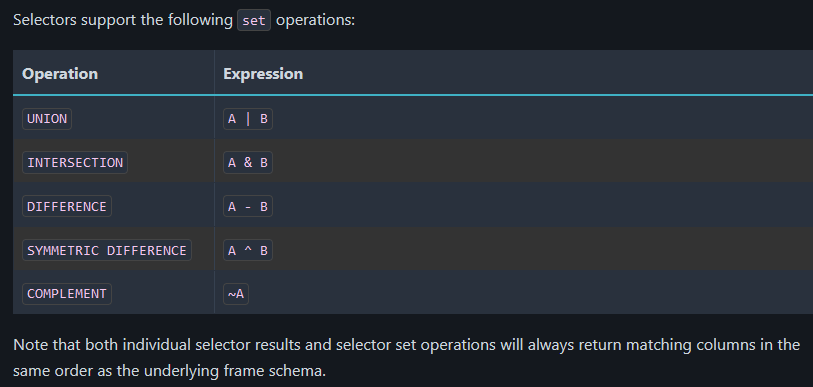 Selectors support the following set operations:
Operation Expression
UNION A | B
INTERSECTION A & B
DIFFERENCE A - B
SYMMETRIC DIFFERENCE A ^ B
COMPLEMENT ~A
Note that both individual selector results and selector set operations will always return matching columns in the
same order as the underlying frame schema.